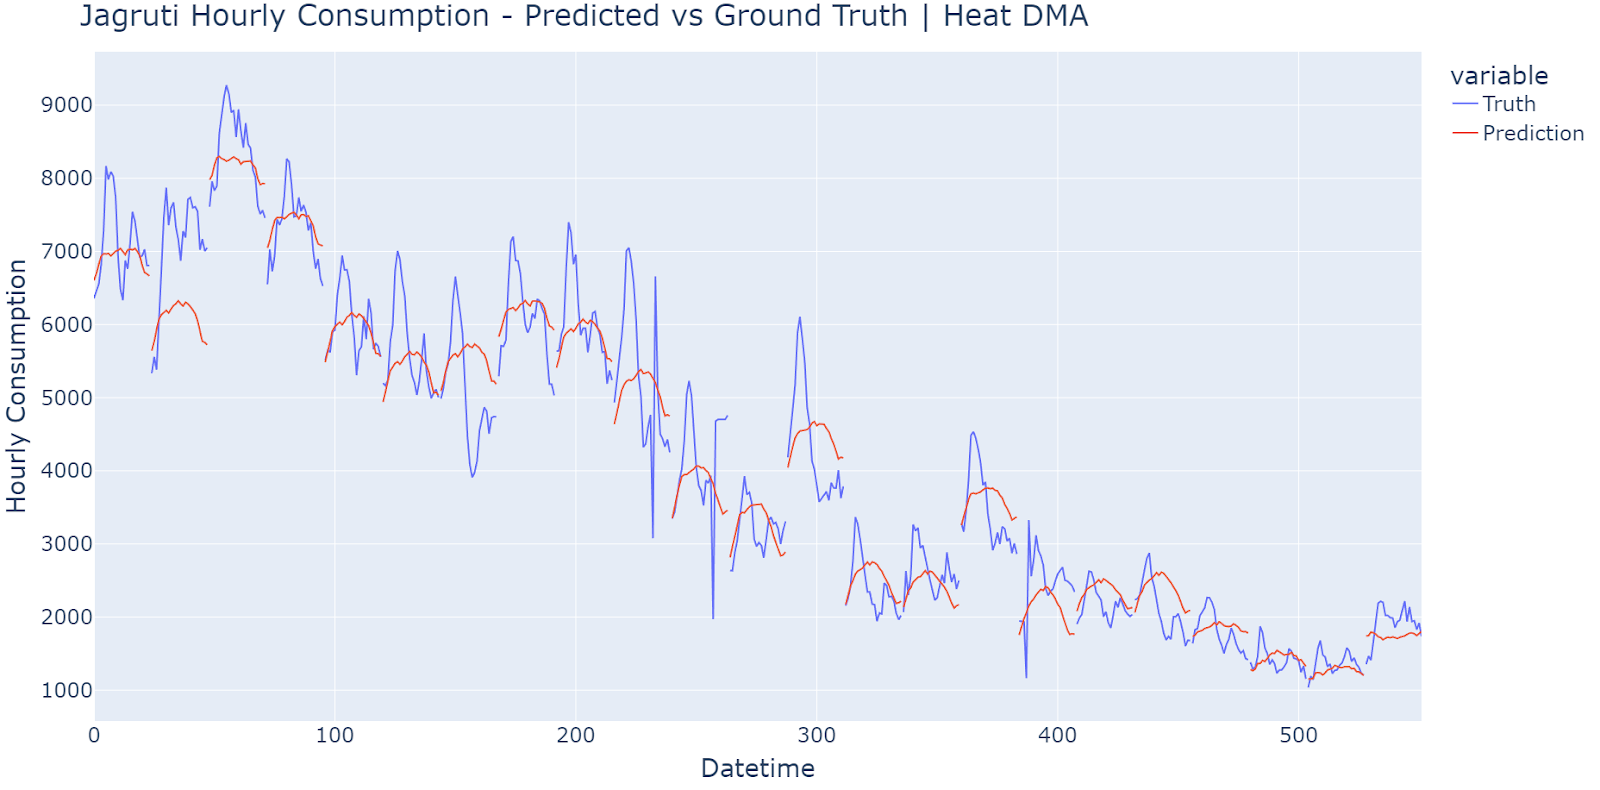 Jagruti Hourly Consumption - Predicted vs Ground Truth | Heat DMA
variable
Truth
Prediction
Hourly Consumption
9000
8000
7000
6000
5000
4000
3000
2000
1000
0 100 200 300 400 500
Datetime